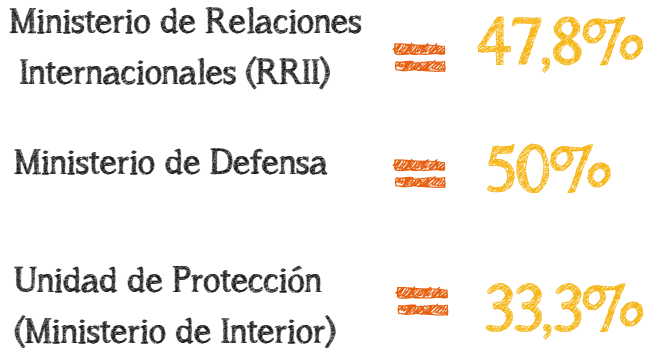 Ministerio de Relaciones
Internacionales (RRII)
= 47,8%
Ministerio de Defensa = 50%
Unidad de Protección
(Ministerio de Interior)
= 33,3%